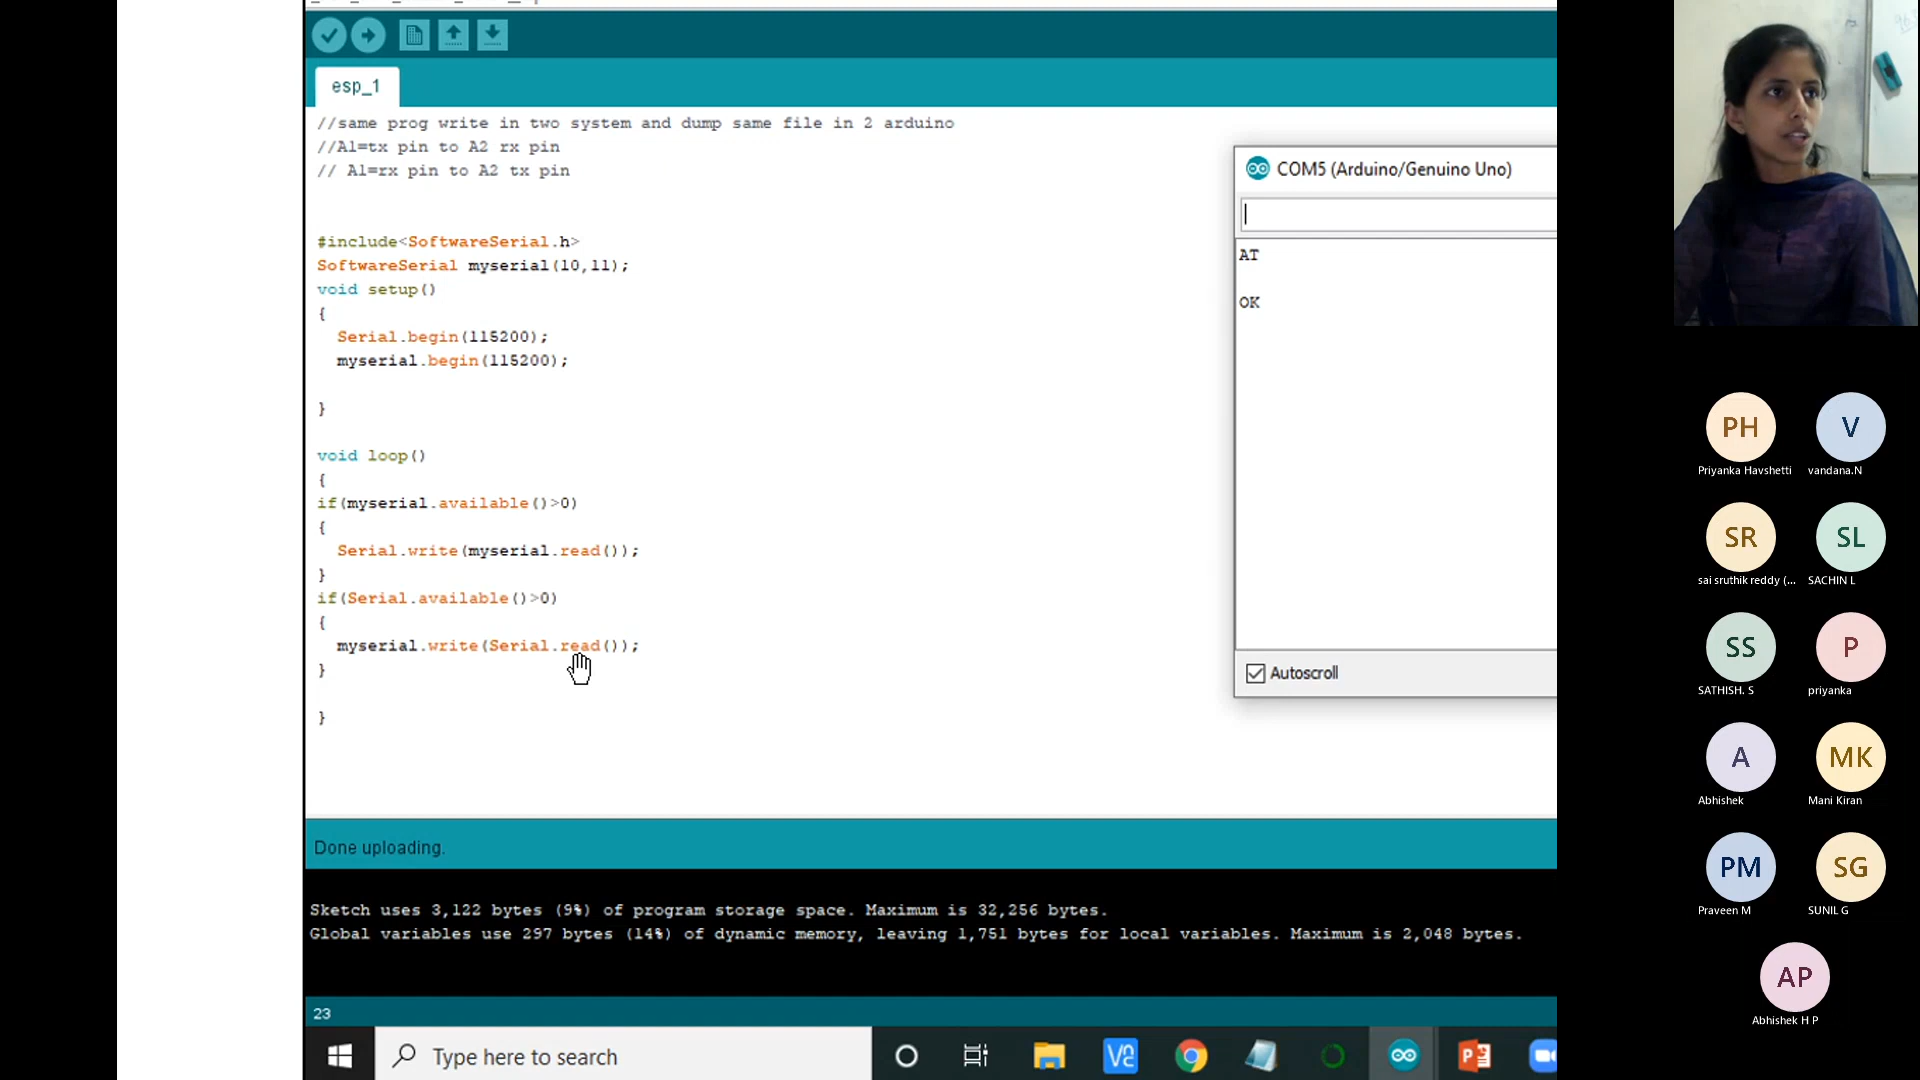 esp_1
//same prog write in two system and dump same file in 2 arduino
//A1=tx pin to A2 rx pin
// A1=rx pin to A2 tx pin
#include<SoftwareSerial.h>
SoftwareSerial myserial(10,11);
void setup()
{
Serial.begin(115200);
myserial.begin(115200);
}
void loop()
{
if(myserial.available()>0)
{
Serial.write(myserial.read());
}
if(Serial.available()>0)
{
myserial.write(Serial.read());
}
}
COM5 (Arduino/Genuino Uno)
AT
OK
Autoscroll
Done uploading.
Sketch uses 3,122 bytes (9%) of program storage space. Maximum is 32,256 bytes.
Global variables use 297 bytes (14%) of dynamic memory, leaving 1,751 bytes for local variables. Maximum is 2,048 bytes.
23
Type here to search
PH
Priyanka Havshetti
V
vandana.N
SR
sai sruthik reddy (...
SL
SACHIN L
SS
SATHISH. S
P
priyanka
A
Abhishek
MK
Mani Kiran
PM
Praveen M
SG
SUNIL G
AP
Abhishek H P